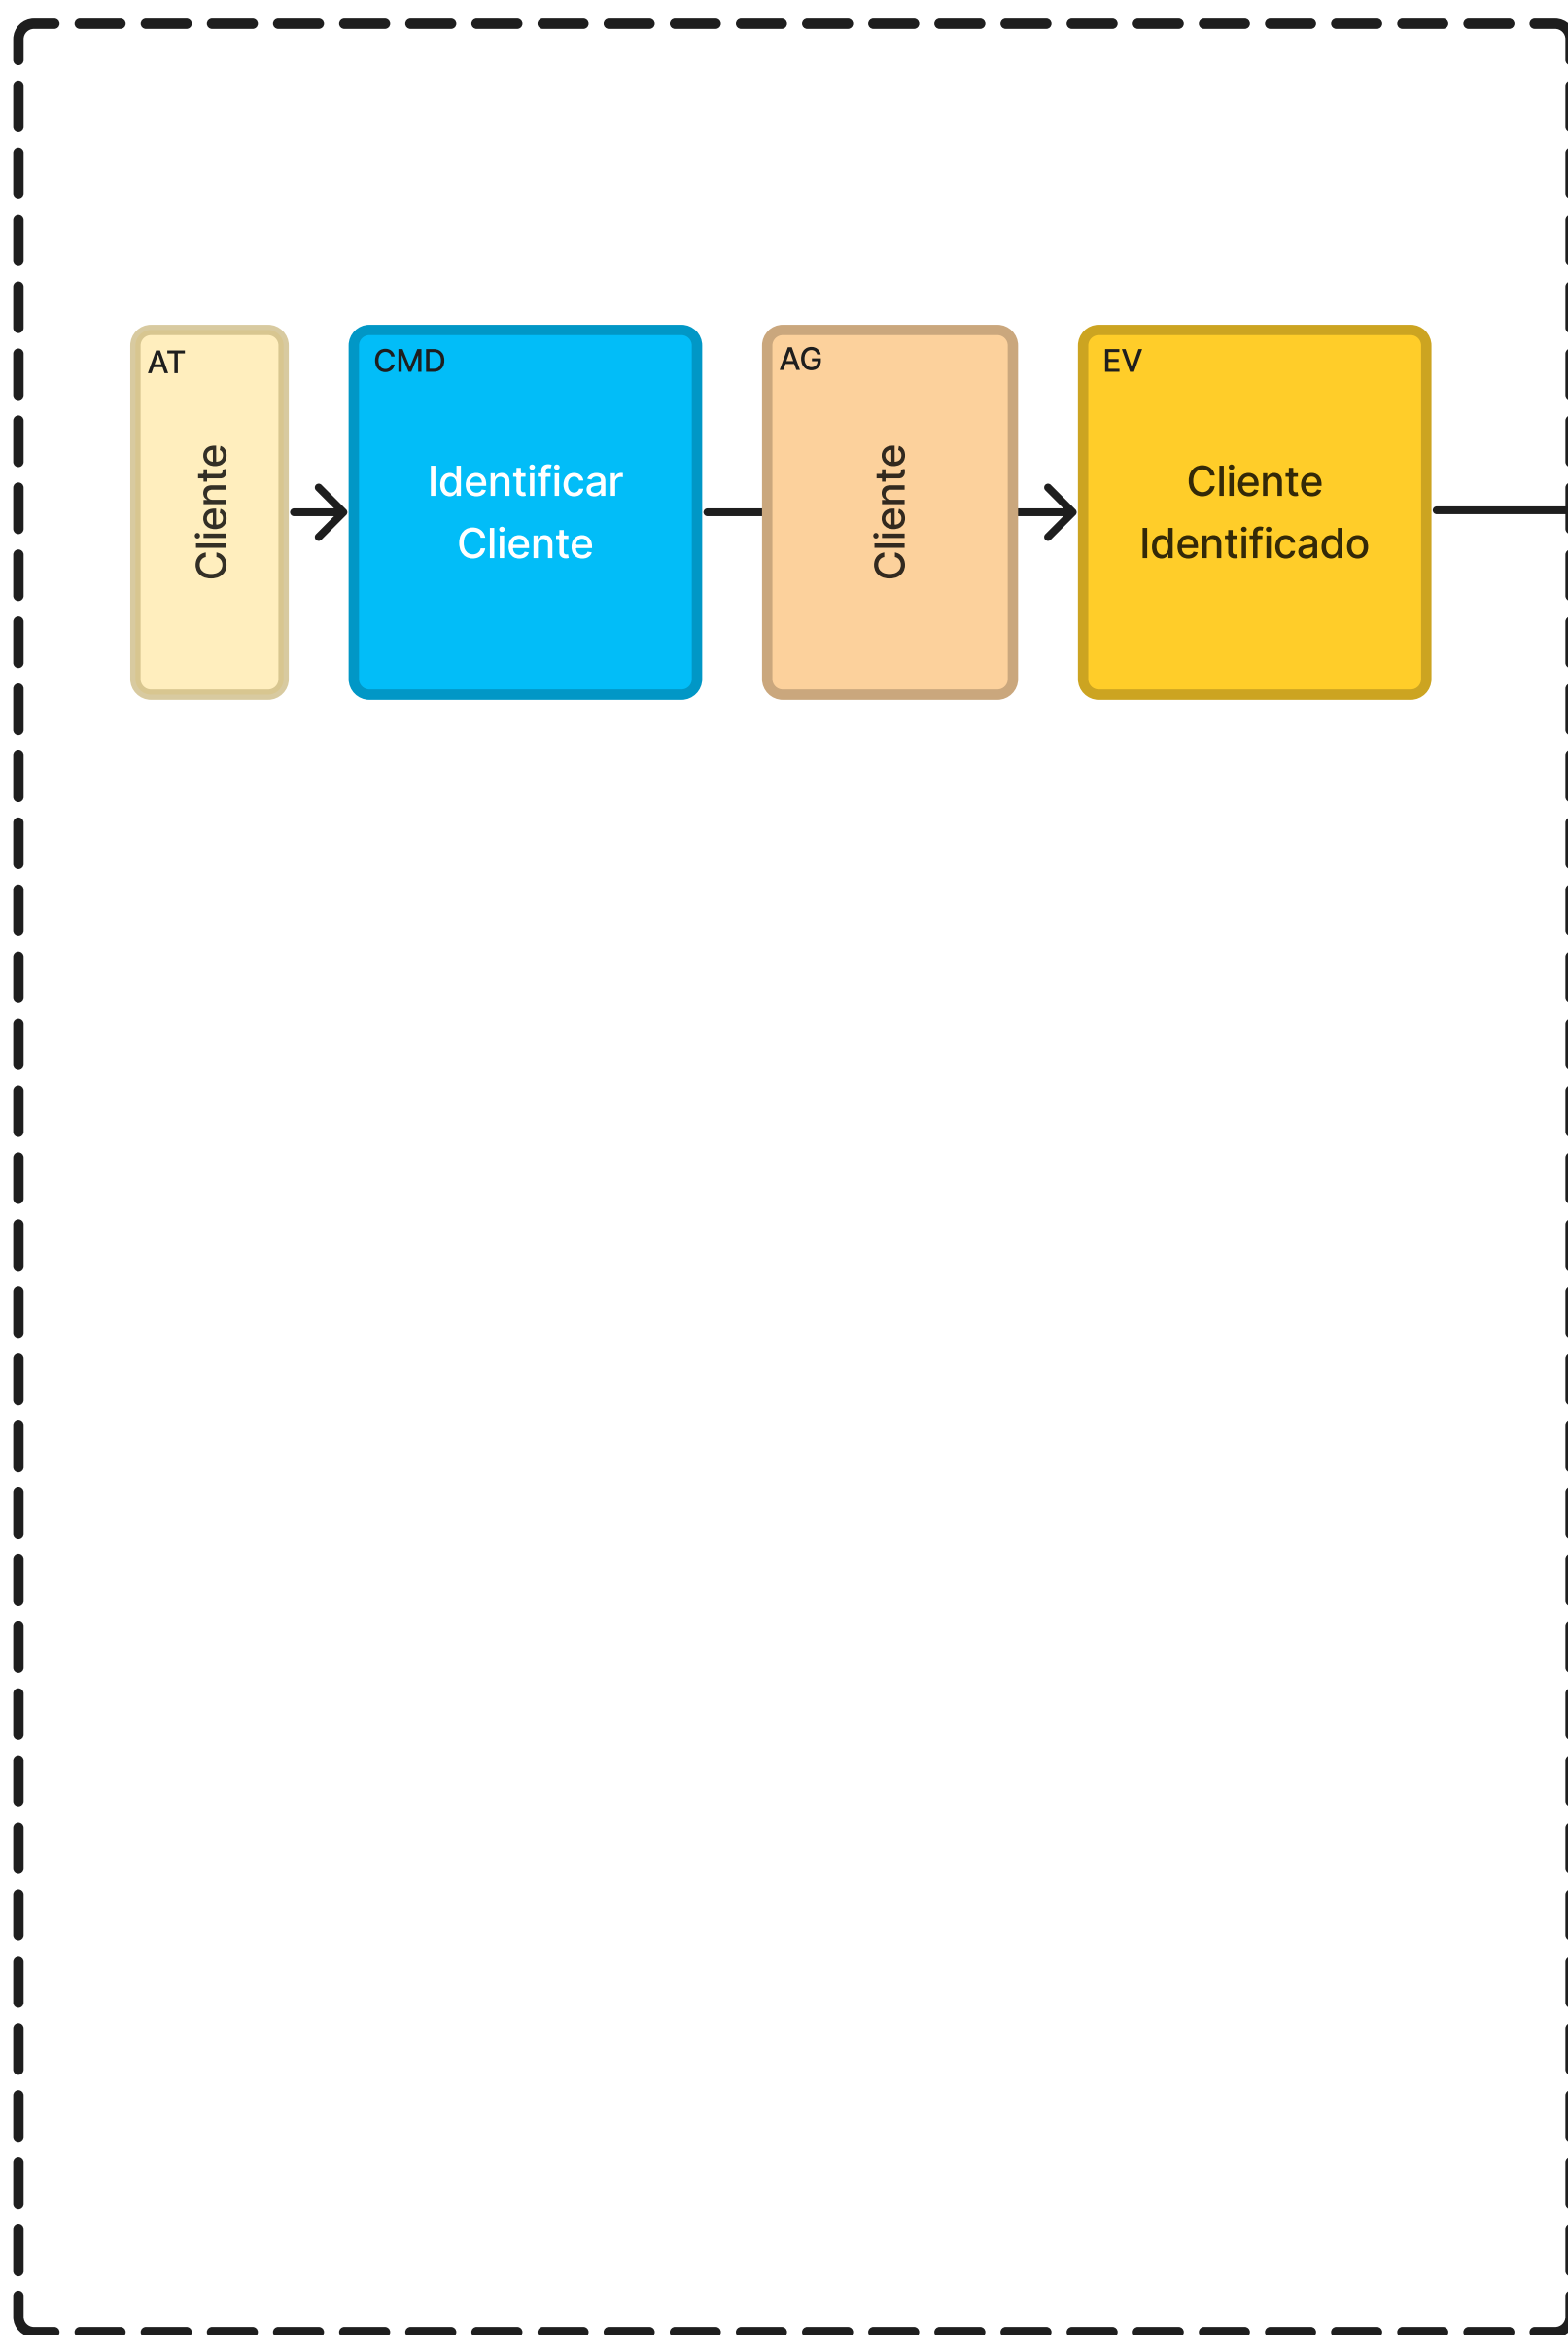 AT
Cliente
CMD
Identificar
Cliente
AG
Cliente
EV
Cliente
Identificado